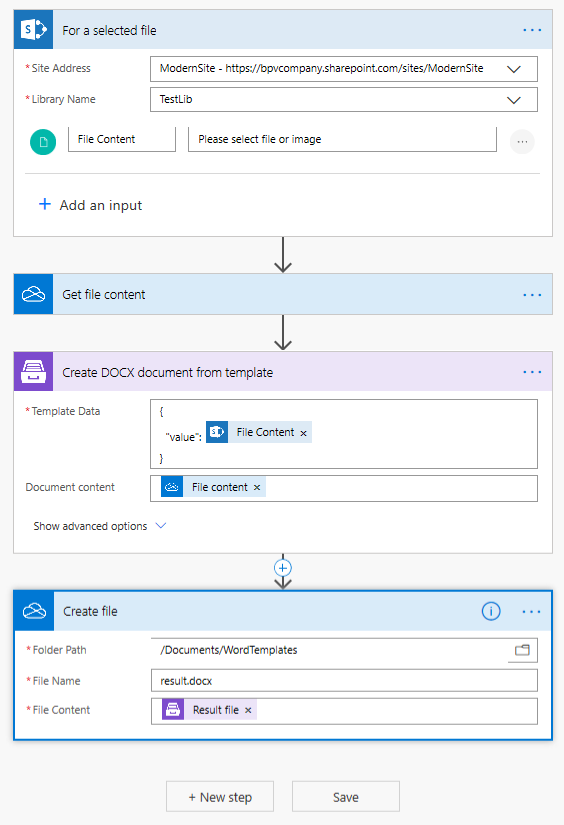 For a selected file
* Site Address
ModernSite - https://bpvcompany.sharepoint.com/sites/ModernSite
* Library Name
TestLib
File Content
Please select file or image
+ Add an input
Get file content
Create DOCX document from template
* Template Data
{
"value": File Content ×
}
Document content
File content ×
Show advanced options
Create file
* Folder Path
/Documents/WordTemplates
* File Name
result.docx
* File Content
Result file ×
+ New step
Save